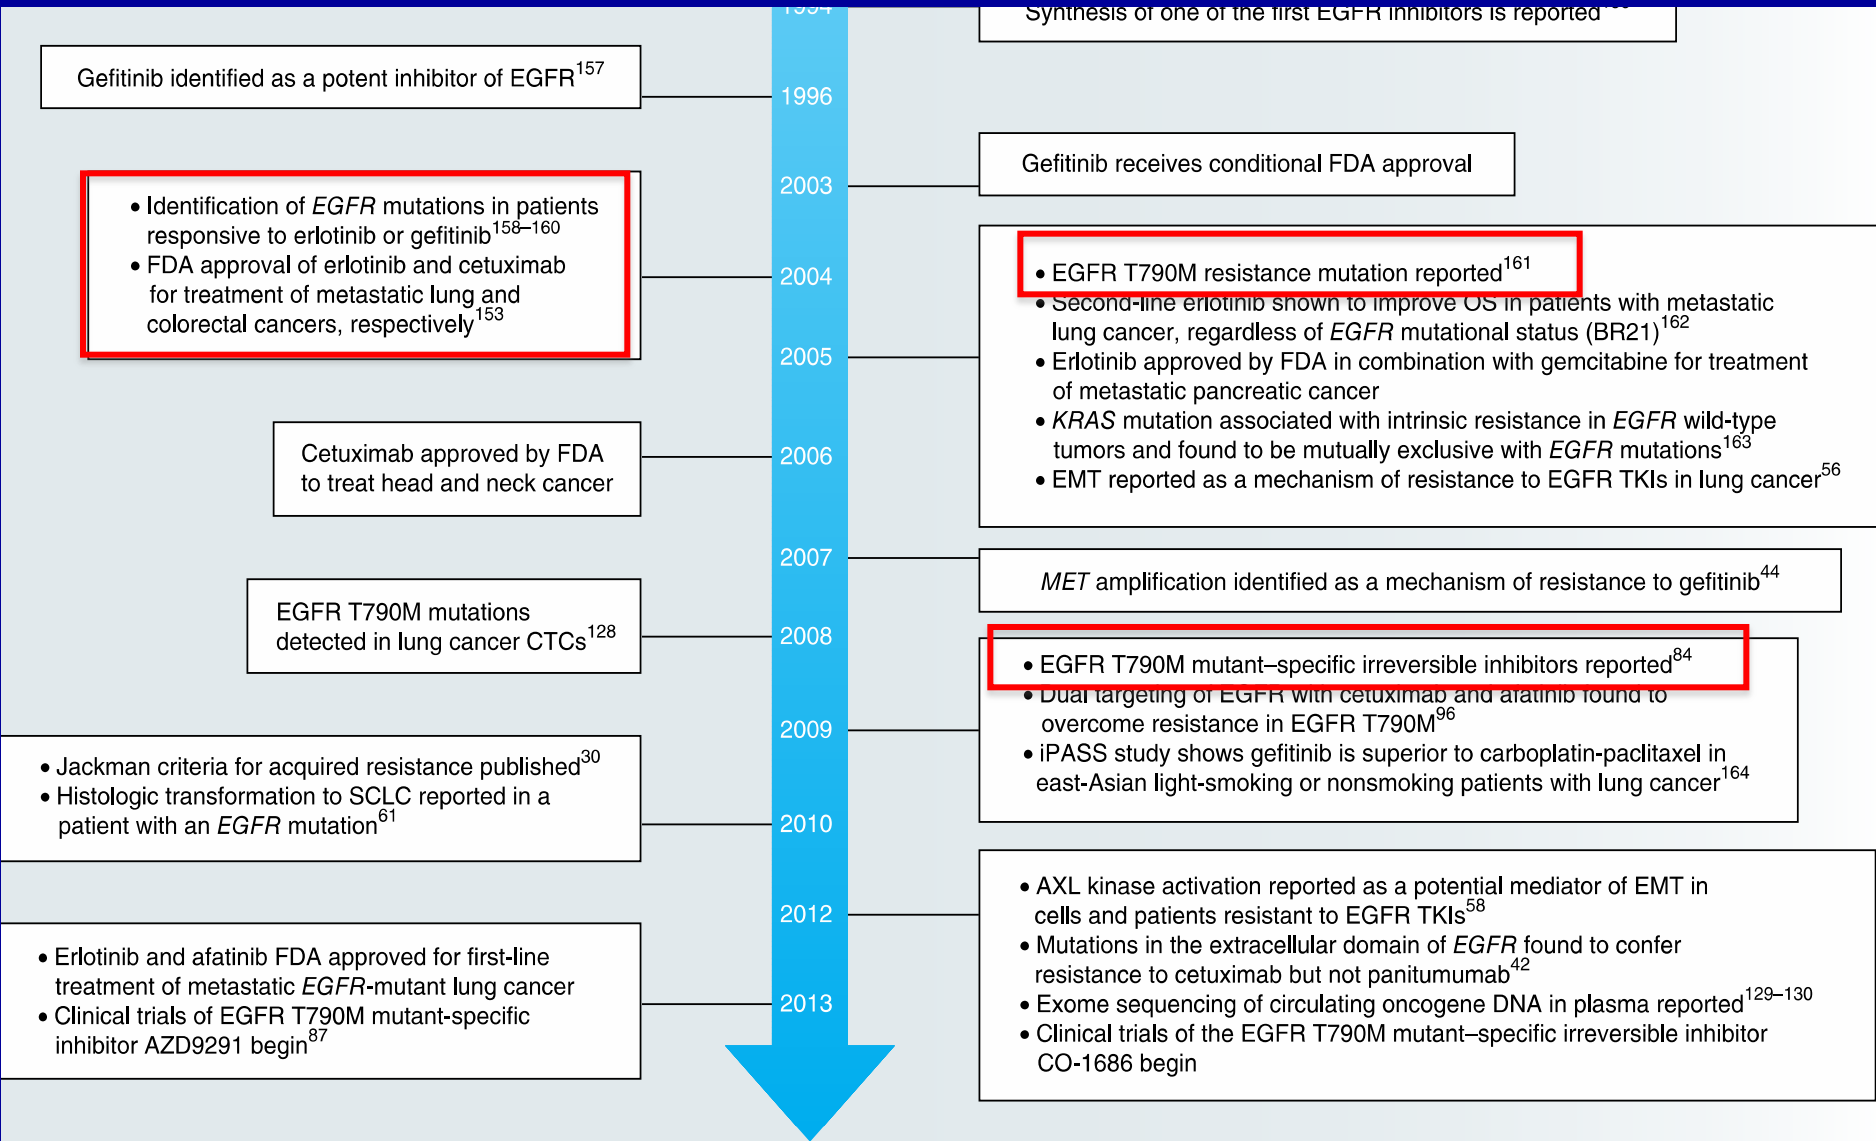 1994
Synthesis of one of the first EGFR inhibitors is reported
Gefitinib identified as a potent inhibitor of EGFR157
1996
Gefitinib receives conditional FDA approval
2003
• Identification of EGFR mutations in patients
responsive to erlotinib or gefitinib158–160
• FDA approval of erlotinib and cetuximab
for treatment of metastatic lung and
colorectal cancers, respectively153
2004
• EGFR T790M resistance mutation reported161
• Second-line erlotinib shown to improve OS in patients with metastatic
lung cancer, regardless of EGFR mutational status (BR21)162
• Erlotinib approved by FDA in combination with gemcitabine for treatment
of metastatic pancreatic cancer
• KRAS mutation associated with intrinsic resistance in EGFR wild-type
tumors and found to be mutually exclusive with EGFR mutations163
• EMT reported as a mechanism of resistance to EGFR TKIs in lung cancer56
2005
Cetuximab approved by FDA
to treat head and neck cancer
2006
2007
MET amplification identified as a mechanism of resistance to gefitinib44
EGFR T790M mutations
detected in lung cancer CTCs128
2008
• EGFR T790M mutant–specific irreversible inhibitors reported84
• Dual targeting of EGFR with cetuximab and afatinib found to
overcome resistance in EGFR T790M96
• iPASS study shows gefitinib is superior to carboplatin-paclitaxel in
east-Asian light-smoking or nonsmoking patients with lung cancer164
2009
• Jackman criteria for acquired resistance published30
• Histologic transformation to SCLC reported in a
patient with an EGFR mutation61
2010
• AXL kinase activation reported as a potential mediator of EMT in
cells and patients resistant to EGFR TKIs58
• Mutations in the extracellular domain of EGFR found to confer
resistance to cetuximab but not panitumumab42
• Exome sequencing of circulating oncogene DNA in plasma reported129–130
• Clinical trials of the EGFR T790M mutant–specific irreversible inhibitor
CO-1686 begin
2012
• Erlotinib and afatinib FDA approved for first-line
treatment of metastatic EGFR-mutant lung cancer
• Clinical trials of EGFR T790M mutant-specific
inhibitor AZD9291 begin87
2013